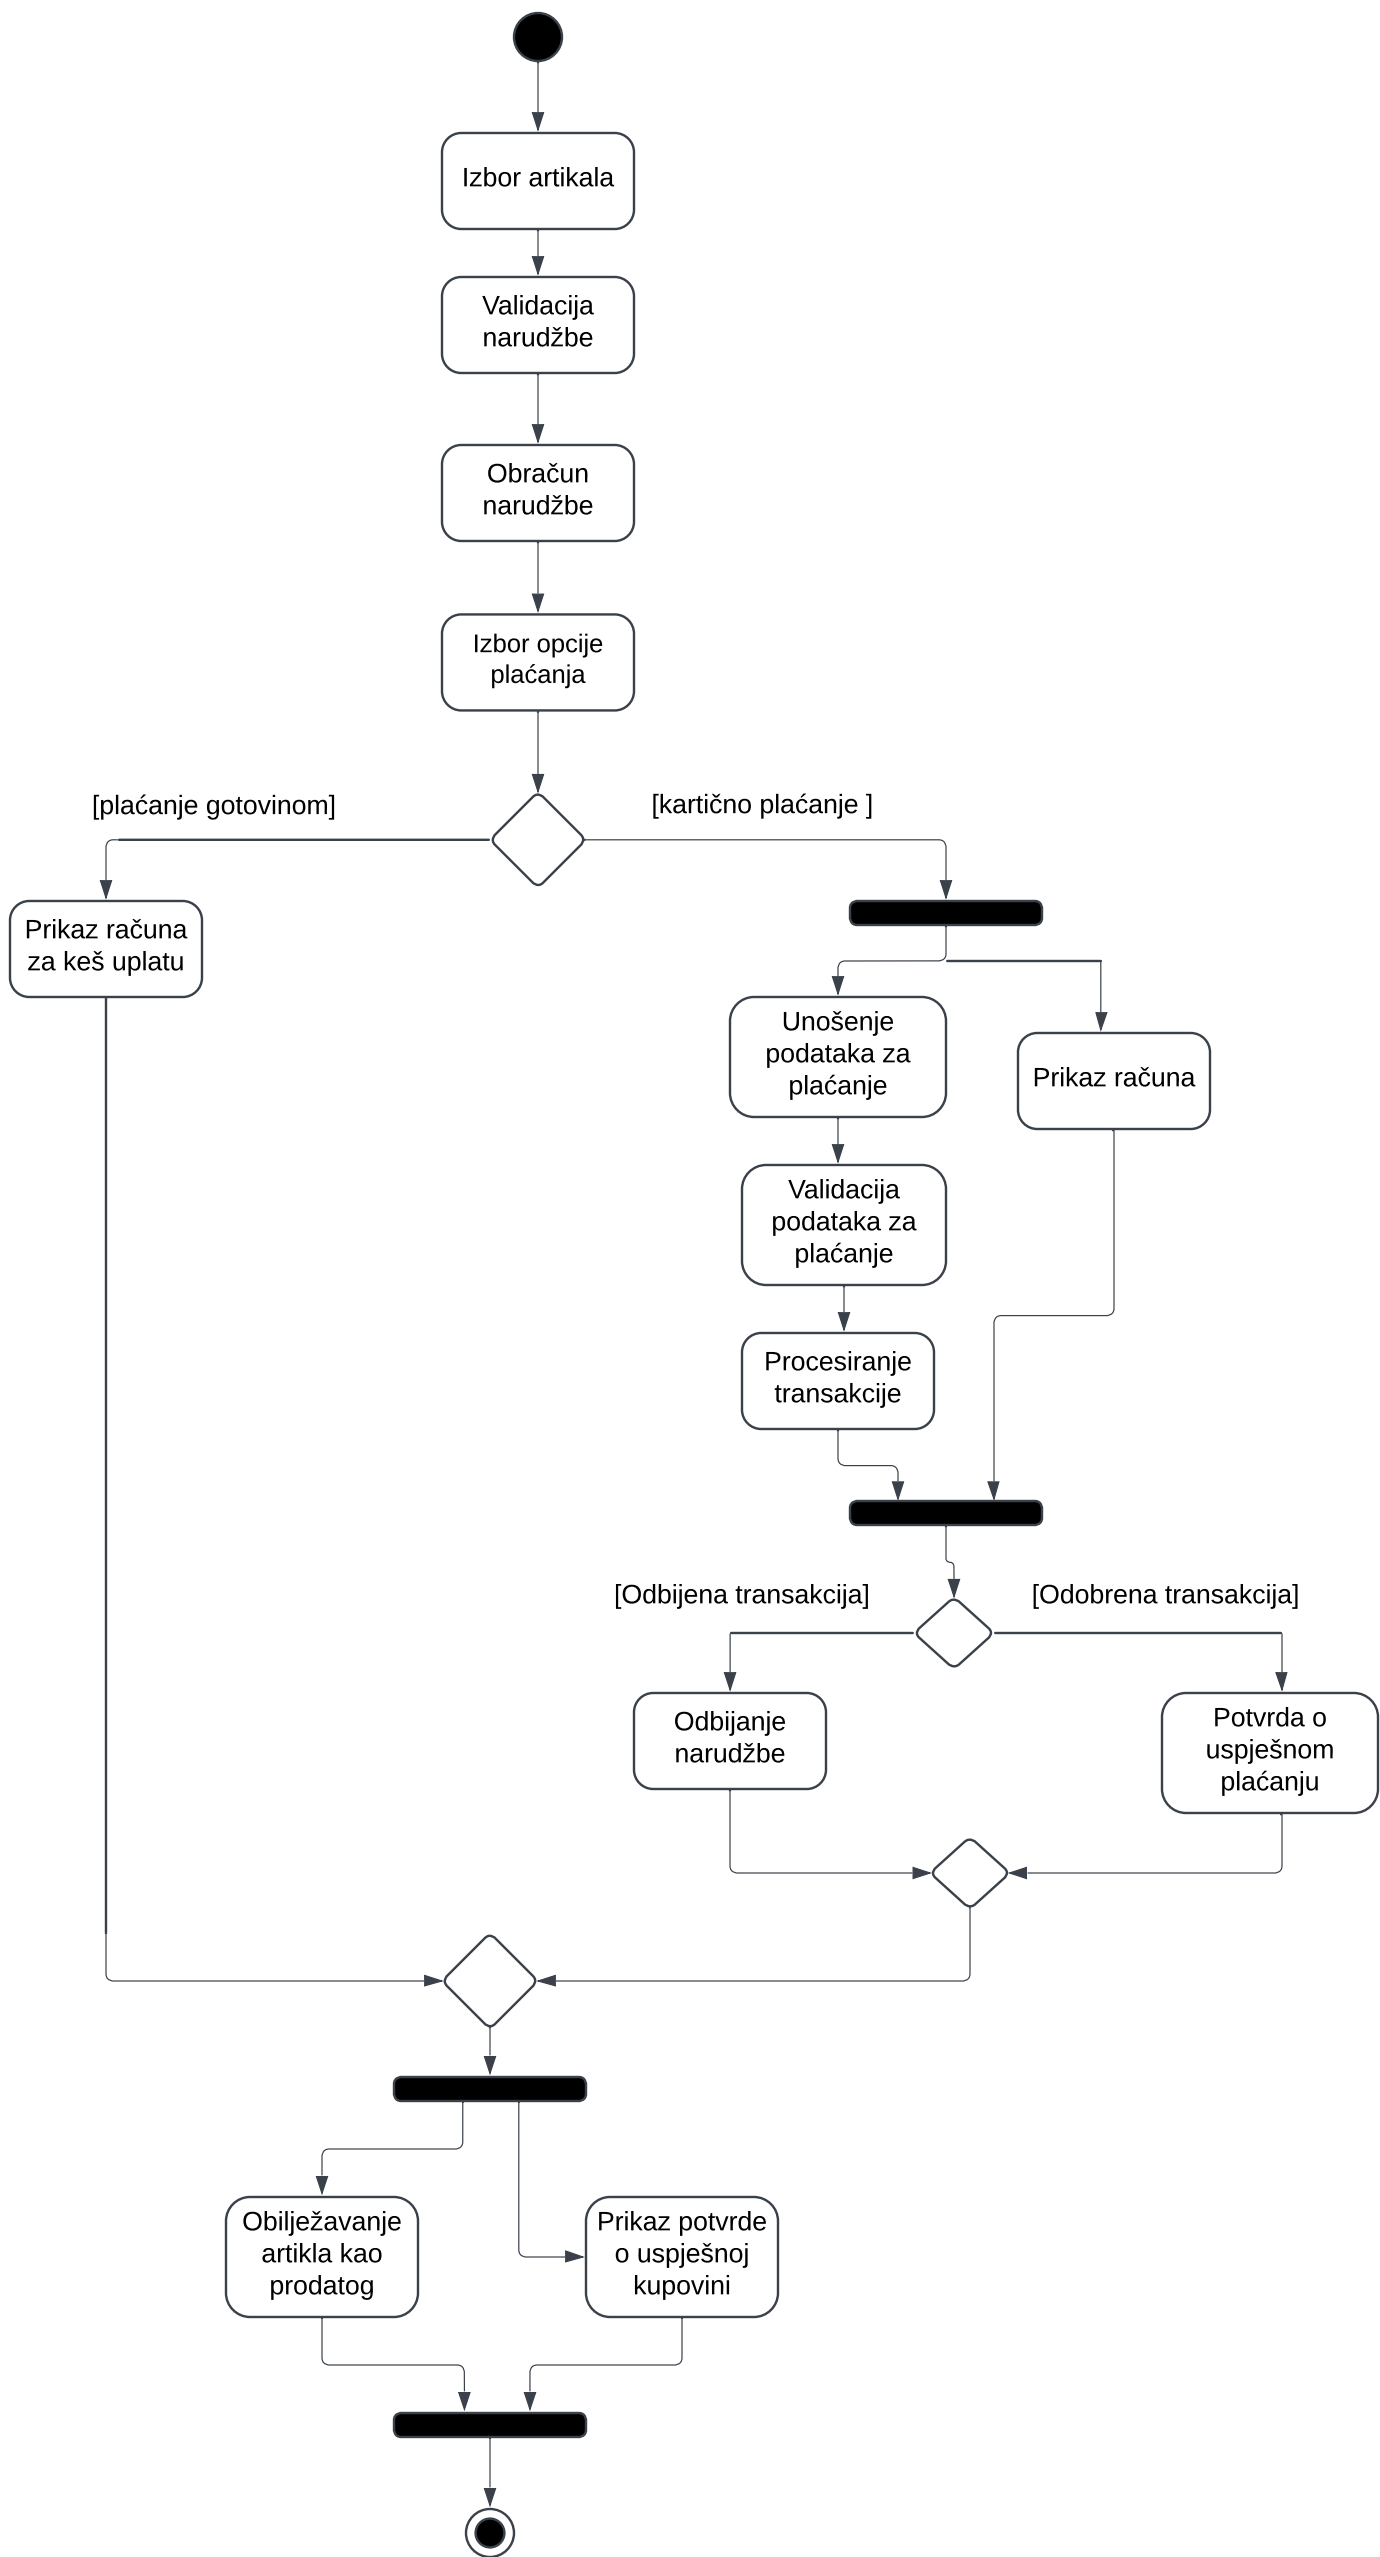 Izbor artikala
Validacija
narudžbe
Obračun
narudžbe
Izbor opcije
plaćanja
[plaćanje gotovinom]
[kartično plaćanje ]
Prikaz računa
za keš uplatu
Unošenje
podataka za
plaćanje
Prikaz računa
Validacija
podataka za
plaćanje
Procesiranje
transakcije
[Odbijena transakcija]
[Odobrena transakcija]
Odbijanje
narudžbe
Potvrda o
uspješnom
plaćanju
Obilježavanje
artikla kao
prodatog
Prikaz potvrde
o uspješnoj
kupovini